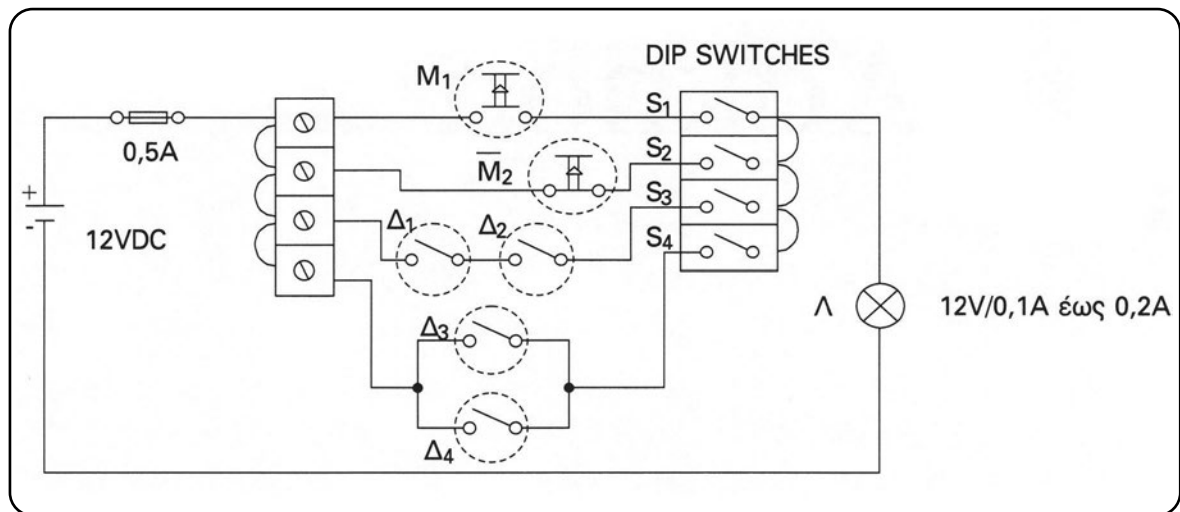 DIP SWITCHES
M₁
S₁
0,5A
M̅₂
S₂
+
-
12VDC
Δ₁
Δ₂
S₃
S₄
Λ
12V/0,1A έως 0,2A
Δ₃
Δ₄